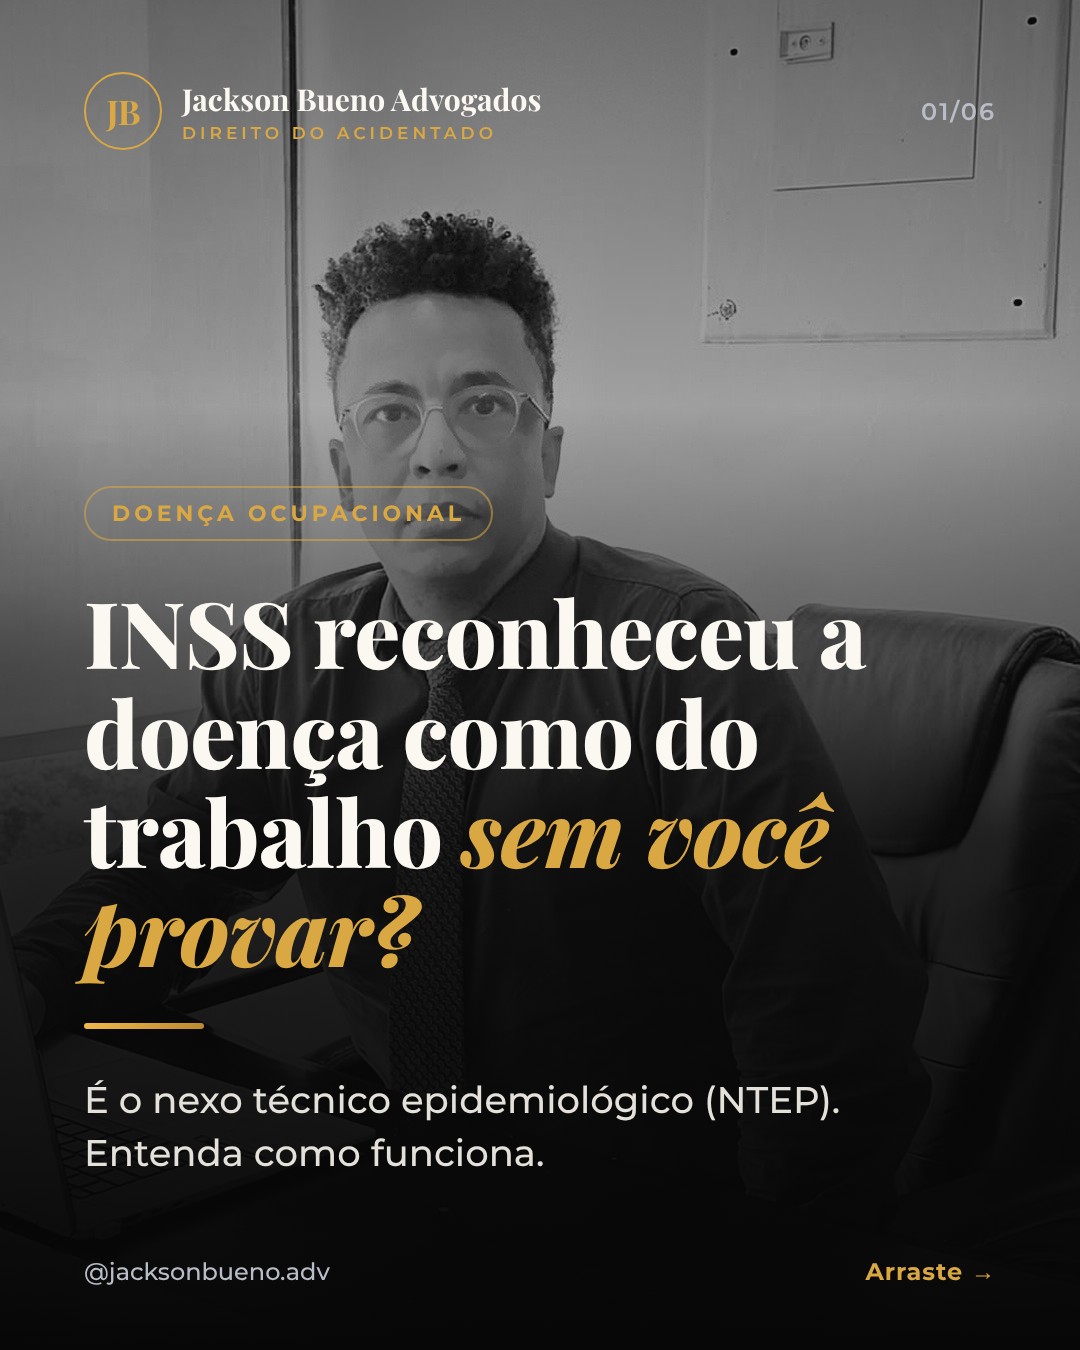 JB
Jackson Bueno Advogados
DIREITO DO ACIDENTADO
01/06
DOENÇA OCUPACIONAL
INSS reconheceu a
doença como do
trabalho sem você
provar?
É o nexo técnico epidemiológico (NTEP).
Entenda como funciona.
@jacksonbueno.adv
Arraste →